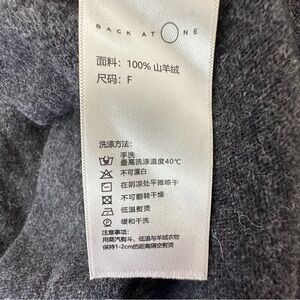 BACK AT ONE
面料：100% 山羊绒
尺码：F
洗涤方法：
手洗
最高洗涤温度40℃
不可漂白
在阴凉处平摊晾干
不可翻转干燥
低温熨烫
缓和干洗
注意事项：
用蒸汽熨斗，低温与羊绒衣物
保持1-2cm的距离隔空熨烫